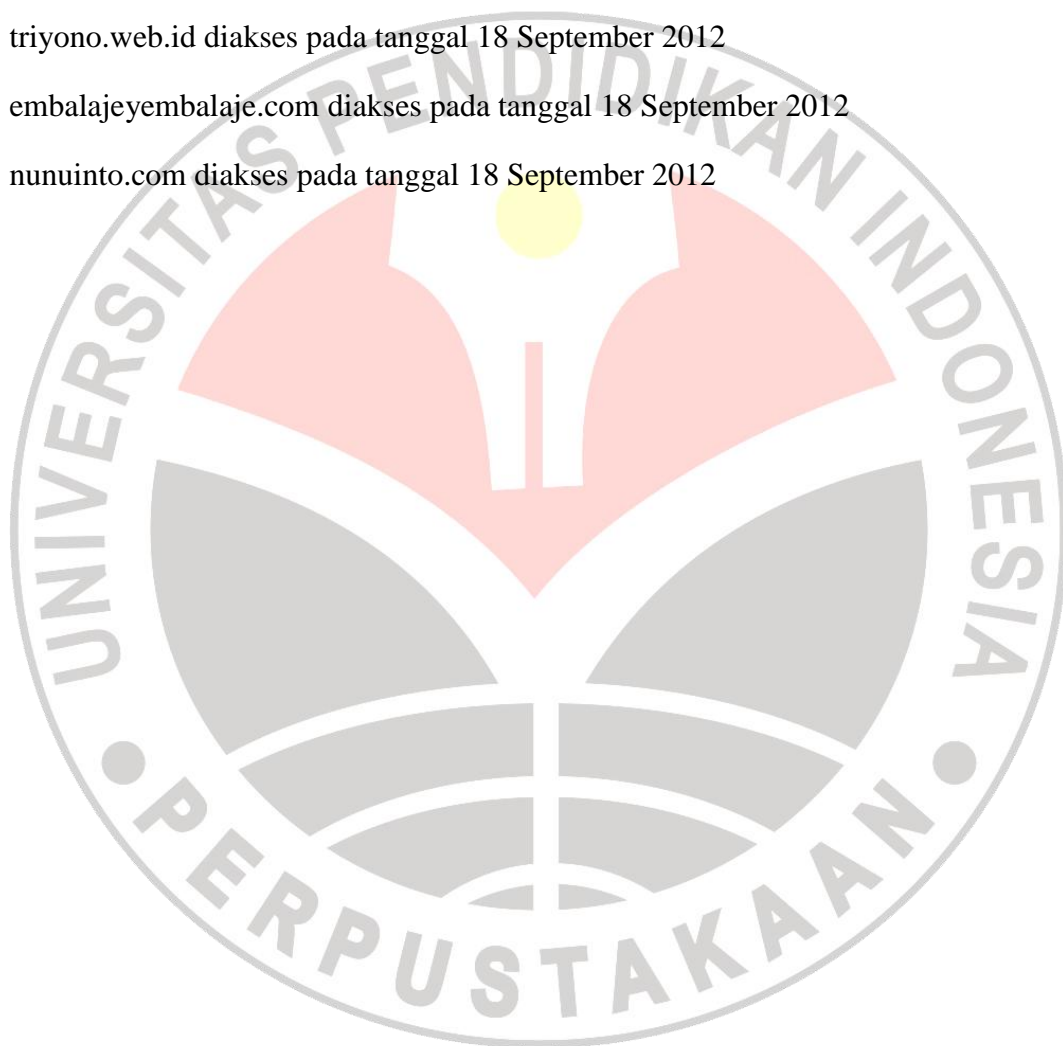 triyono.web.id diakses pada tanggal 18 September 2012
embalajeyembalaje.com diakses pada tanggal 18 September 2012
nunuinto.com diakses pada tanggal 18 September 2012
UNIVERSITAS PENDIDIKAN INDONESIA
PERPUSTAKAAN